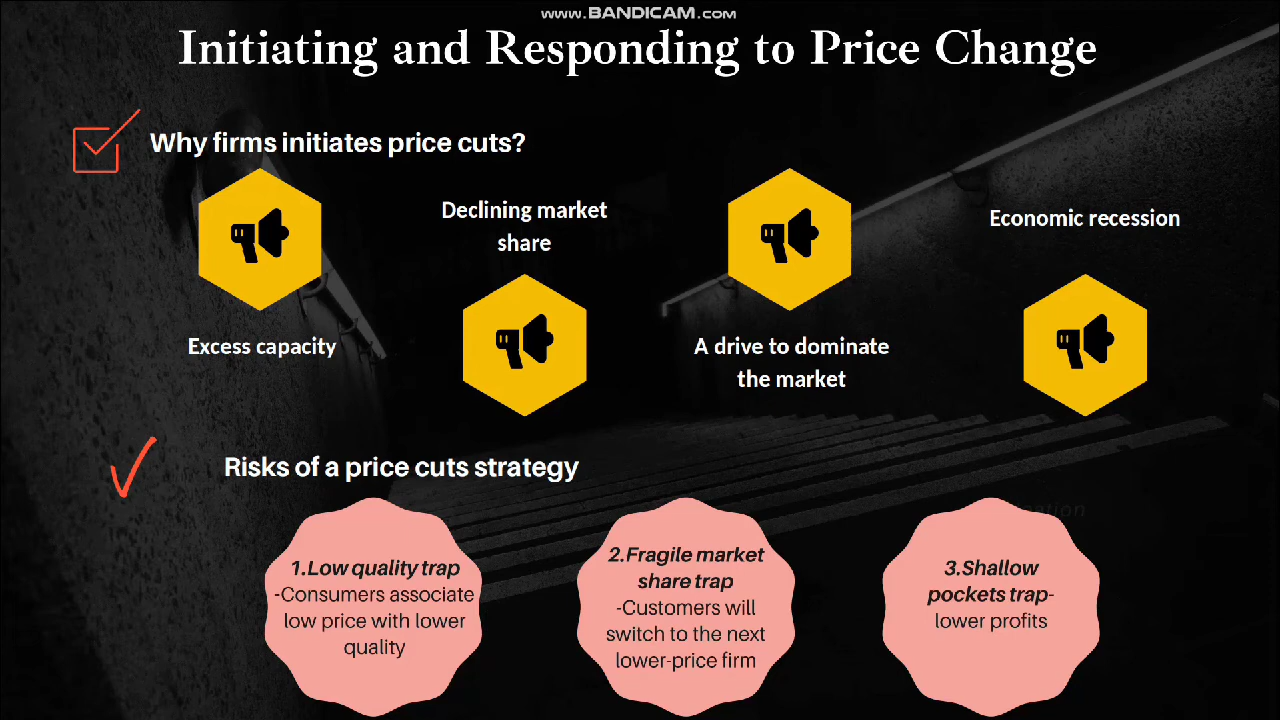 www.BANDICAM.com
Initiating and Responding to Price Change
Why firms initiates price cuts?
Excess capacity
Declining market
share
A drive to dominate
the market
Economic recession
Risks of a price cuts strategy
1.Low quality trap
-Consumers associate
low price with lower
quality
2.Fragile market
share trap
-Customers will
switch to the next
lower-price firm
3.Shallow
pockets trap-
lower profits